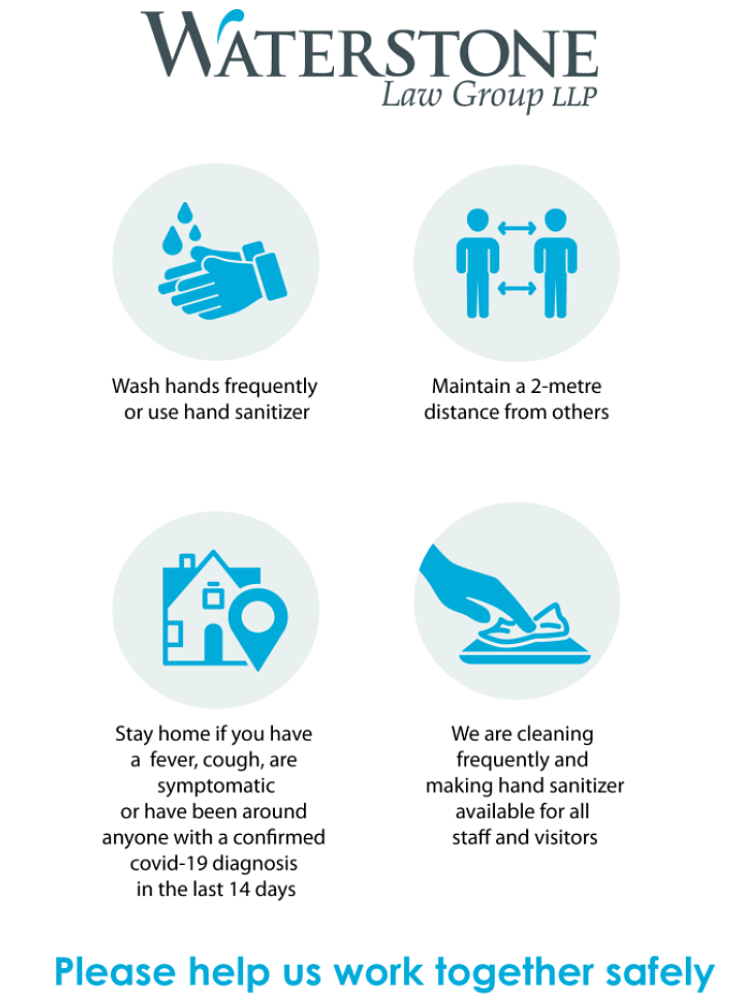 WATERSTONE
Law Group LLP
Wash hands frequently
or use hand sanitizer
Maintain a 2-metre
distance from others
Stay home if you have
a fever, cough, are
symptomatic
or have been around
anyone with a confirmed
covid-19 diagnosis
in the last 14 days
We are cleaning
frequently and
making hand sanitizer
available for all
staff and visitors
Please help us work together safely